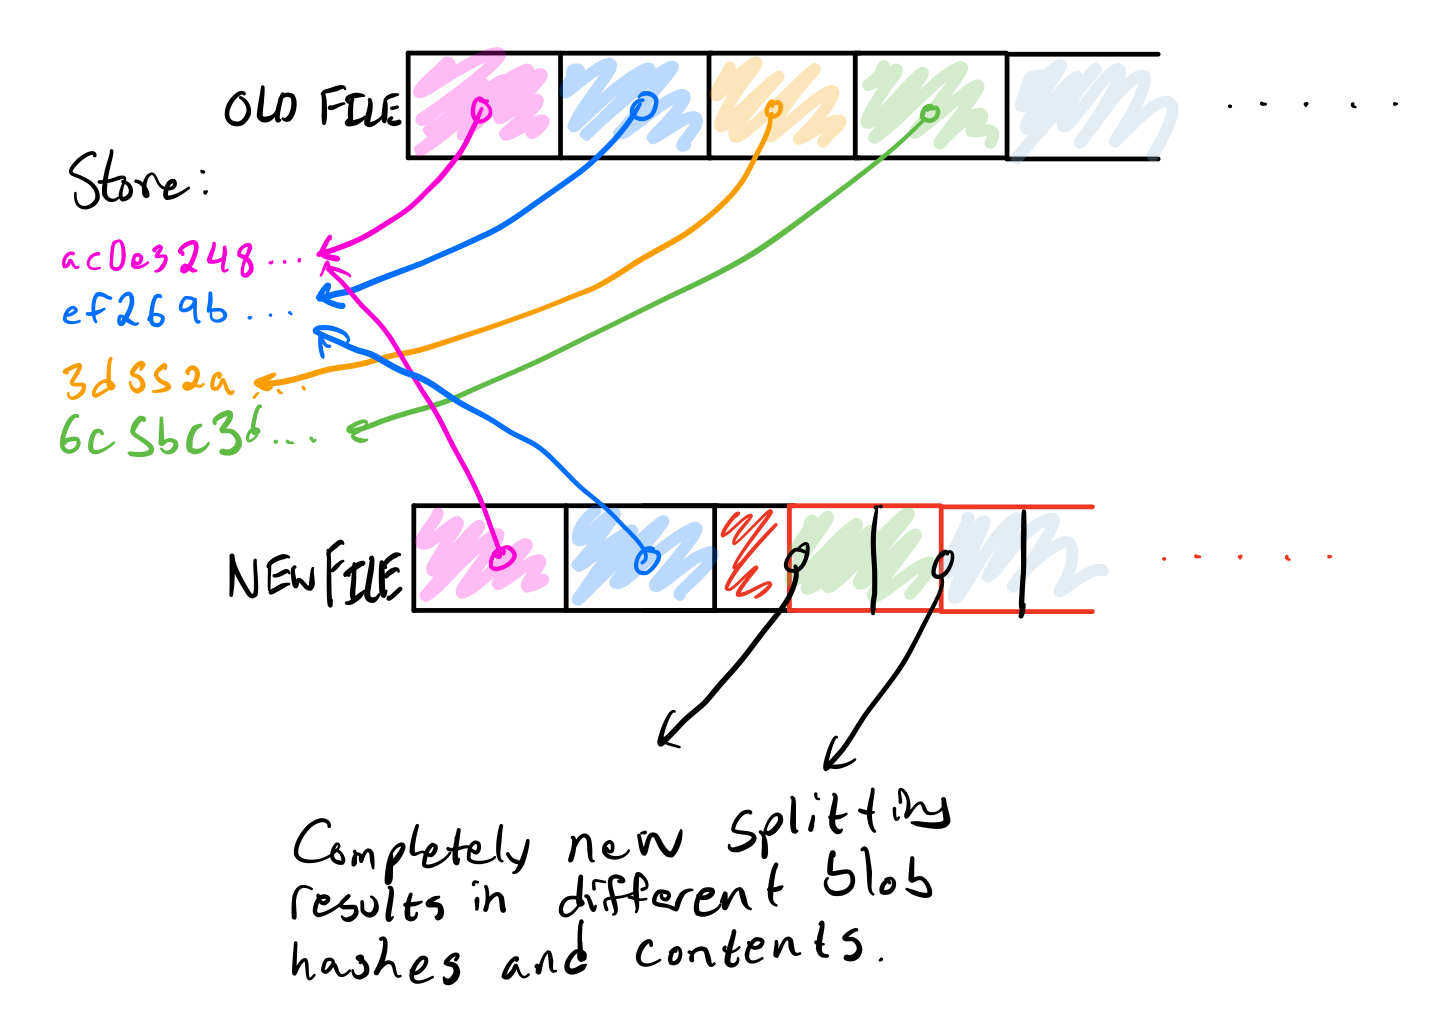 OLD FILE
Store:
ac0e3248...
ef269b...
3d552a....
6c5bc36...
NEW FILE
Completely new splitting
results in different blob
hashes and contents.